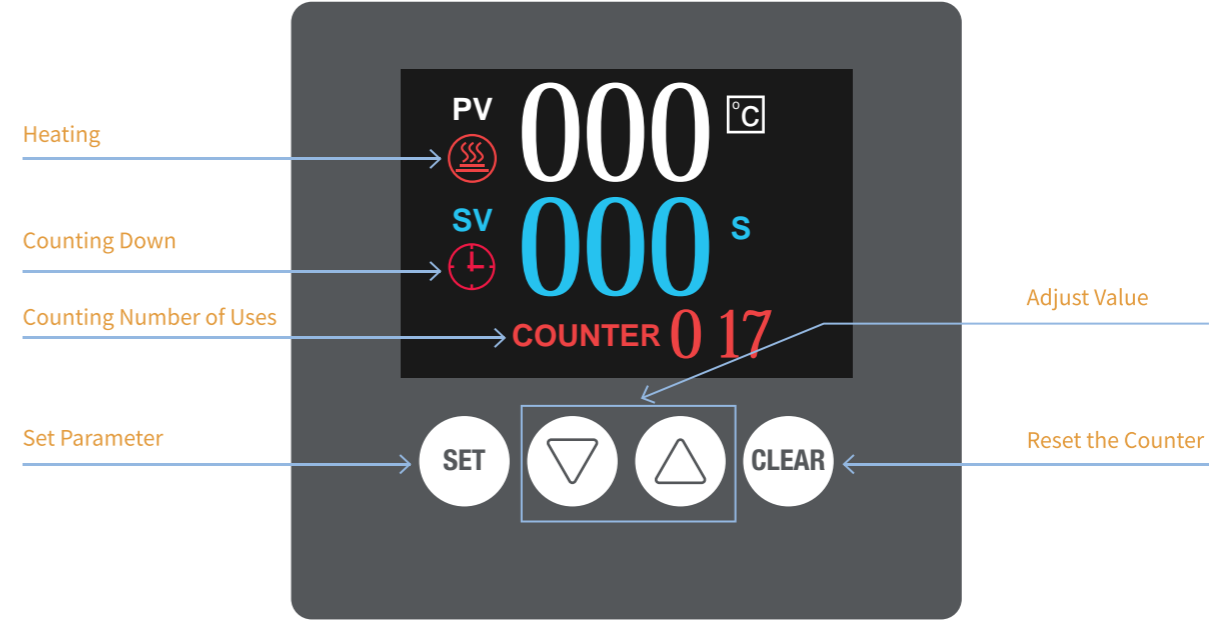 PV 000 °C
Heating
SV 000 S
Counting Down
Counting Number of Uses
COUNTER 0 17
Adjust Value
Set Parameter
SET
CLEAR
Reset the Counter